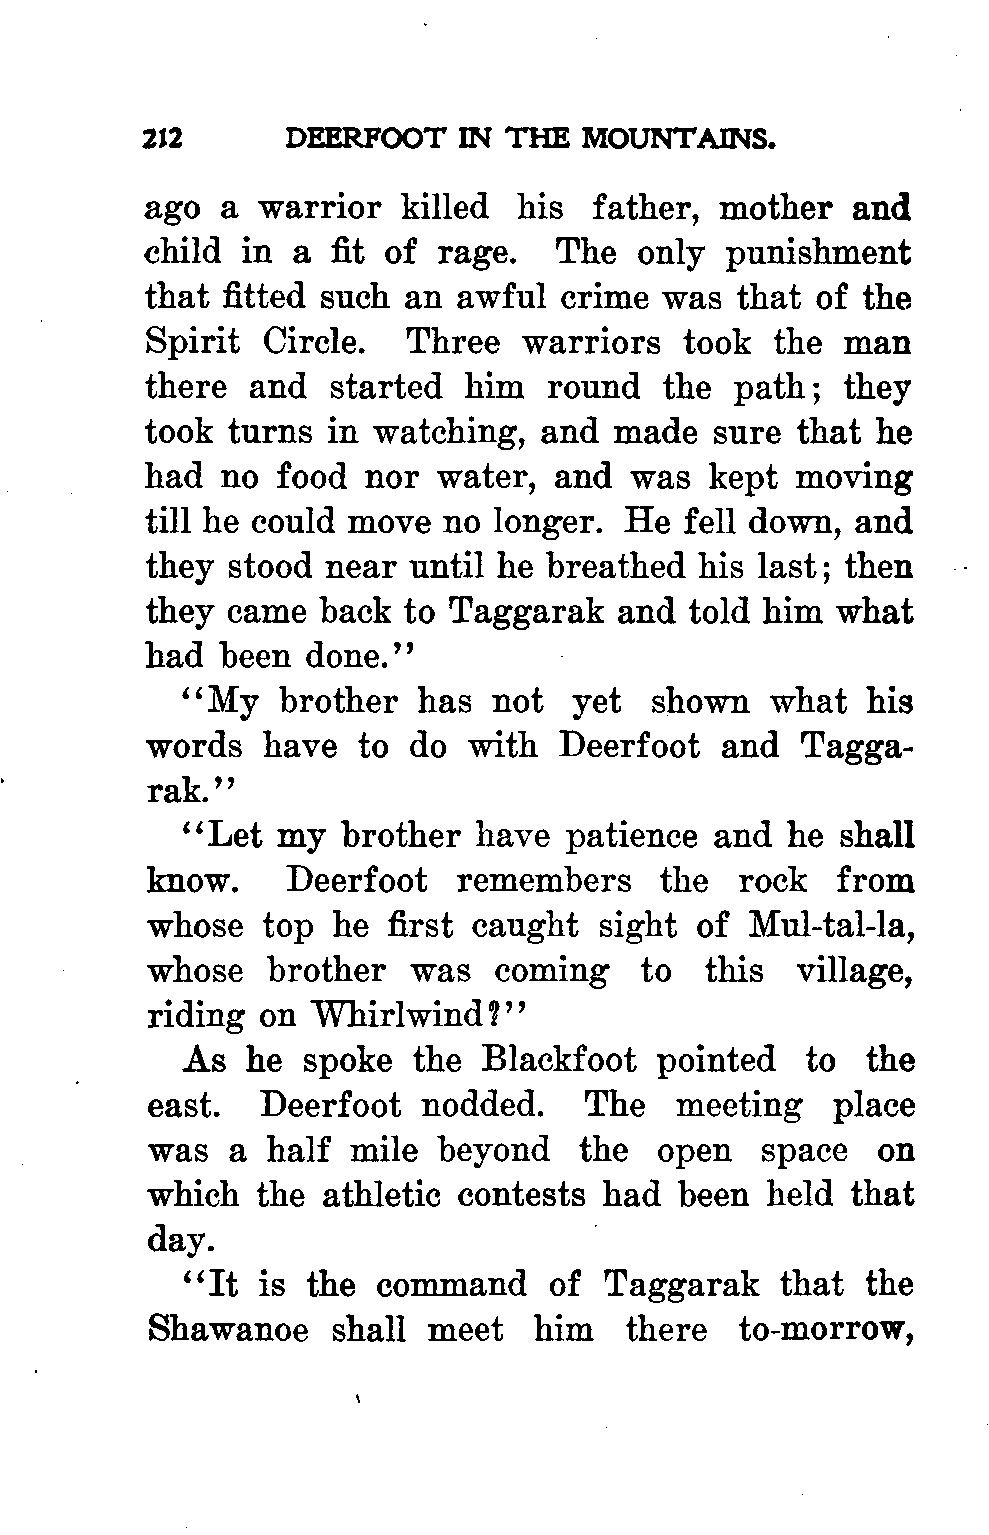 212 DEERFOOT IN THE MOUNTAINS.
ago a warrior killed his father, mother and
child in a fit of rage. The only punishment
that fitted such an awful crime was that of the
Spirit Circle. Three warriors took the man
there and started him round the path; they
took turns in watching, and made sure that he
had no food nor water, and was kept moving
till he could move no longer. He fell down, and
they stood near until he breathed his last; then
they came back to Taggarak and told him what
had been done."
"My brother has not yet shown what his
words have to do with Deerfoot and Tagga-
rak."
"Let my brother have patience and he shall
know. Deerfoot remembers the rock from
whose top he first caught sight of Mul-tal-la,
whose brother was coming to this village,
riding on Whirlwind?"
As he spoke the Blackfoot pointed to the
east. Deerfoot nodded. The meeting place
was a half mile beyond the open space on
which the athletic contests had been held that
day.
"It is the command of Taggarak that the
Shawanoe shall meet him there to-morrow,